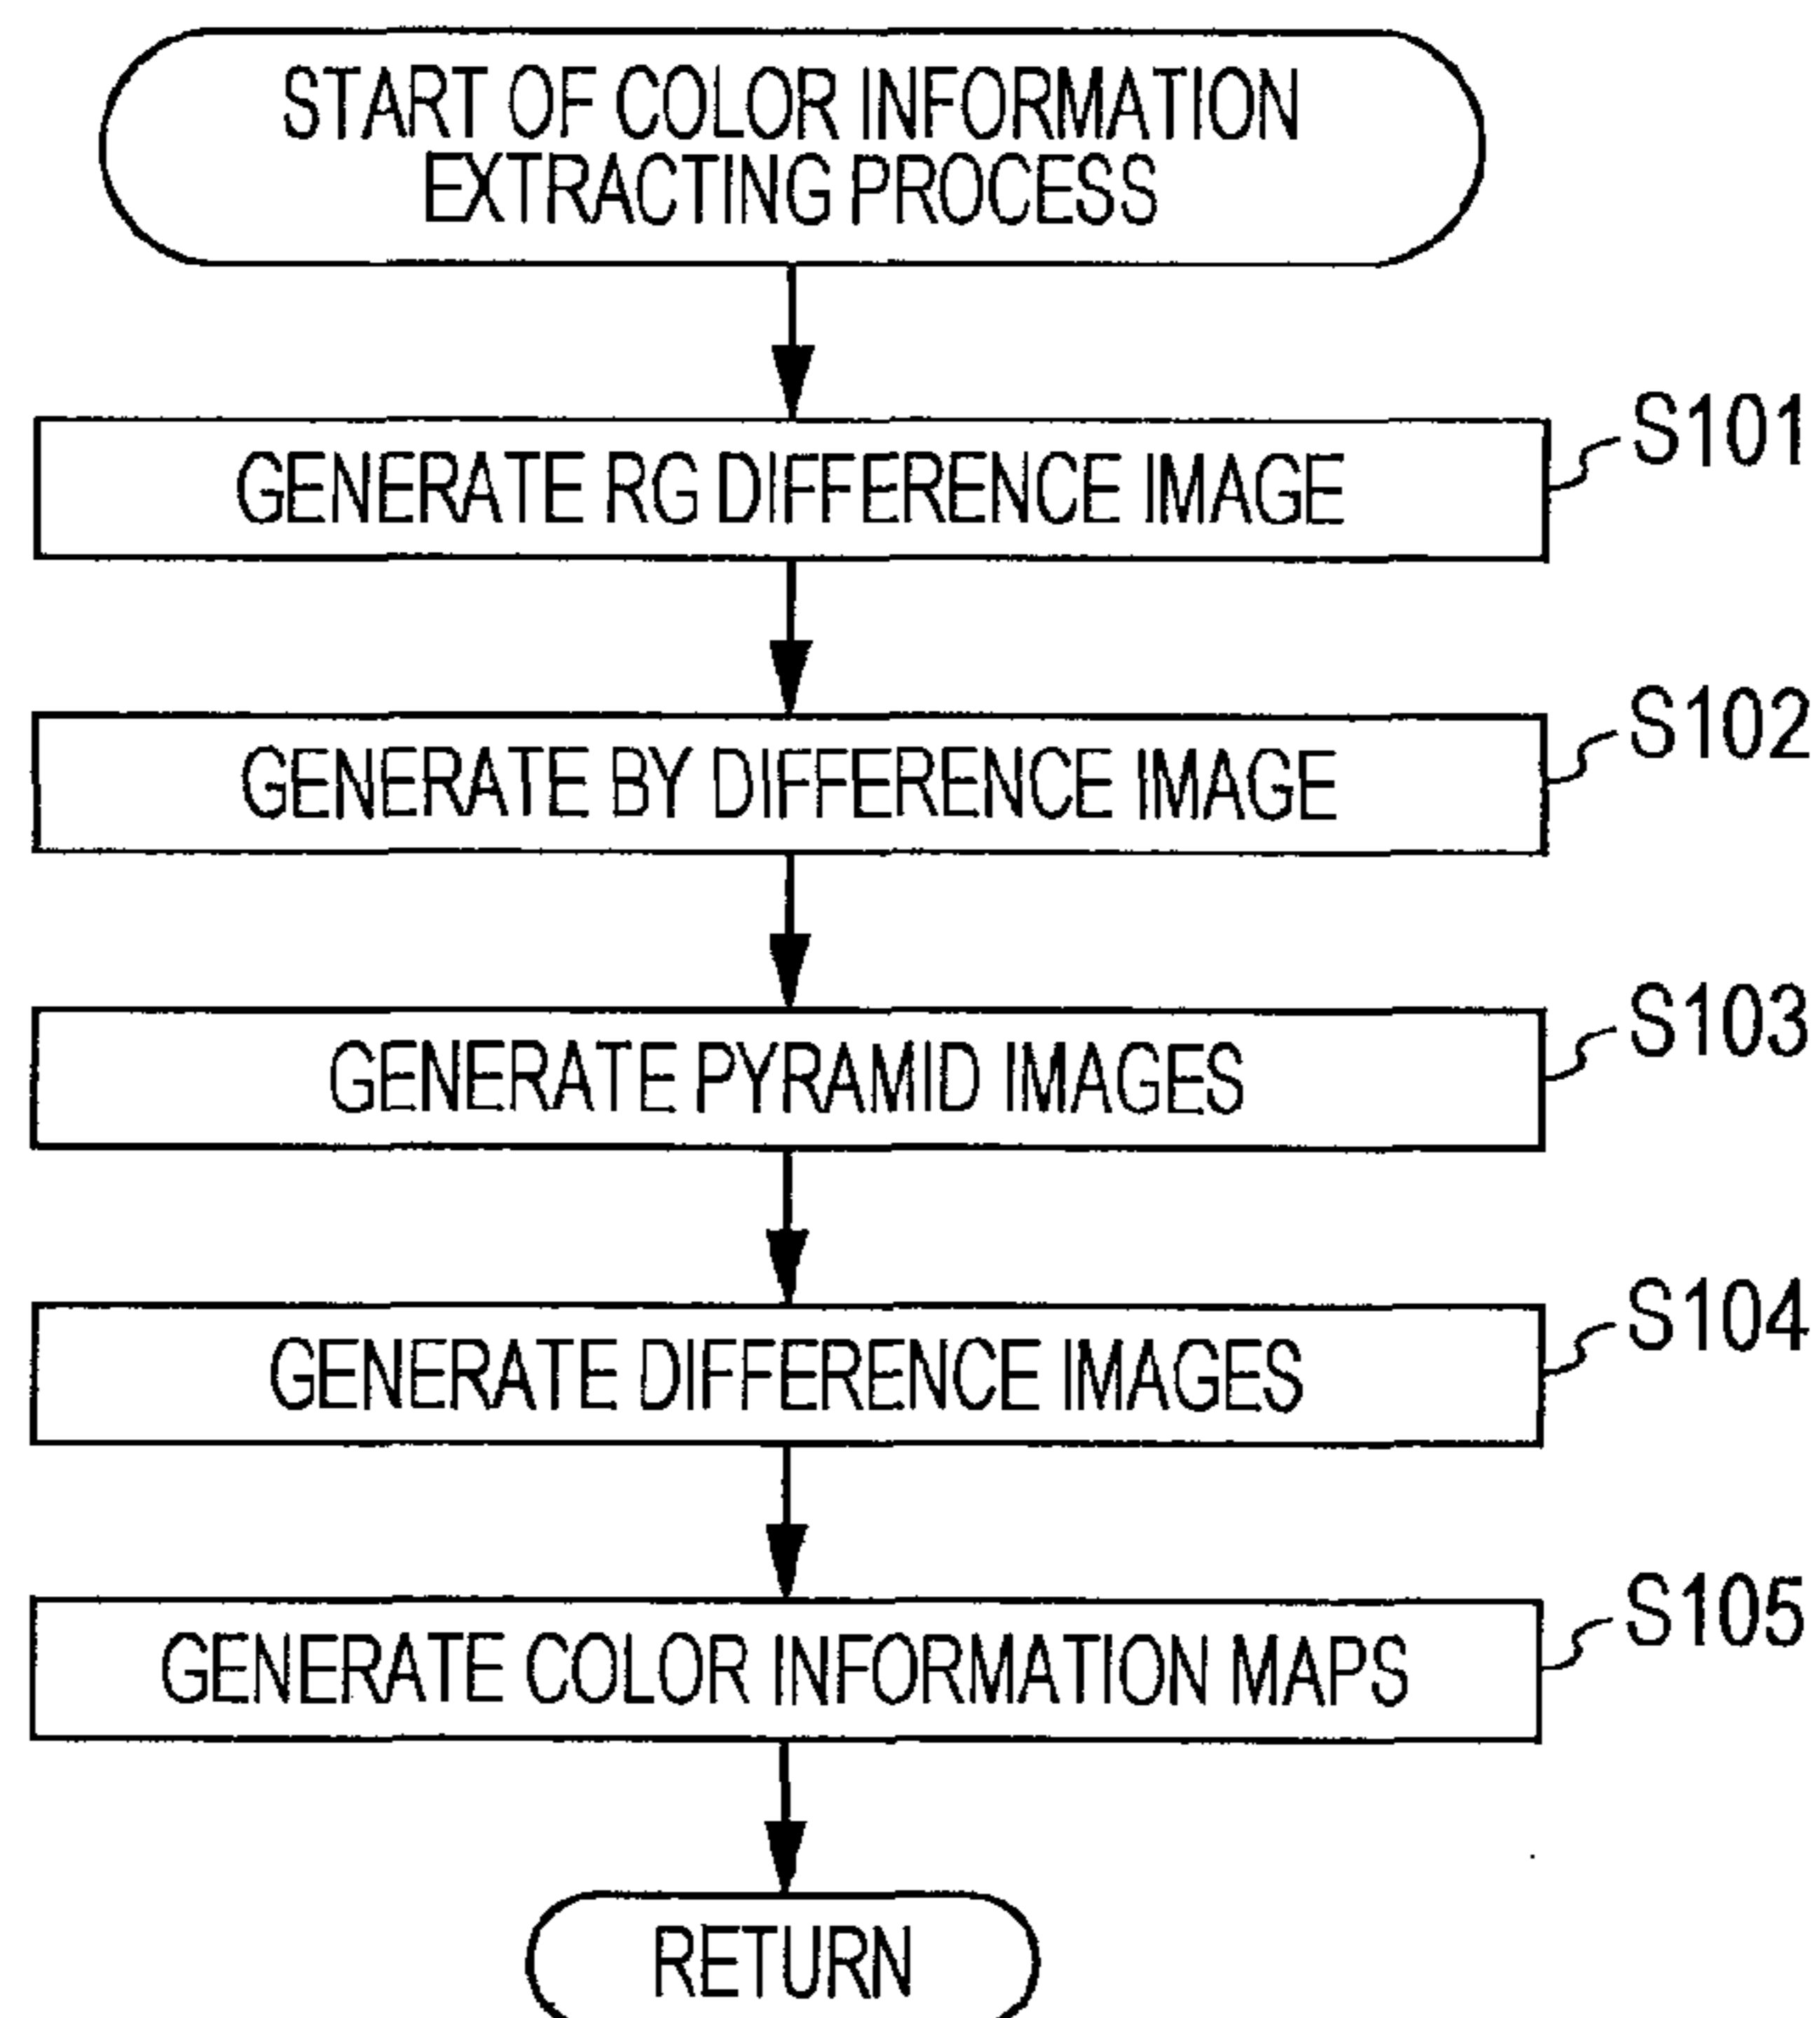 START OF COLOR INFORMATION
EXTRACTING PROCESS
GENERATE RG DIFFERENCE IMAGE
S101
GENERATE BY DIFFERENCE IMAGE
S102
GENERATE PYRAMID IMAGES
S103
GENERATE DIFFERENCE IMAGES
S104
GENERATE COLOR INFORMATION MAPS
S105
RETURN